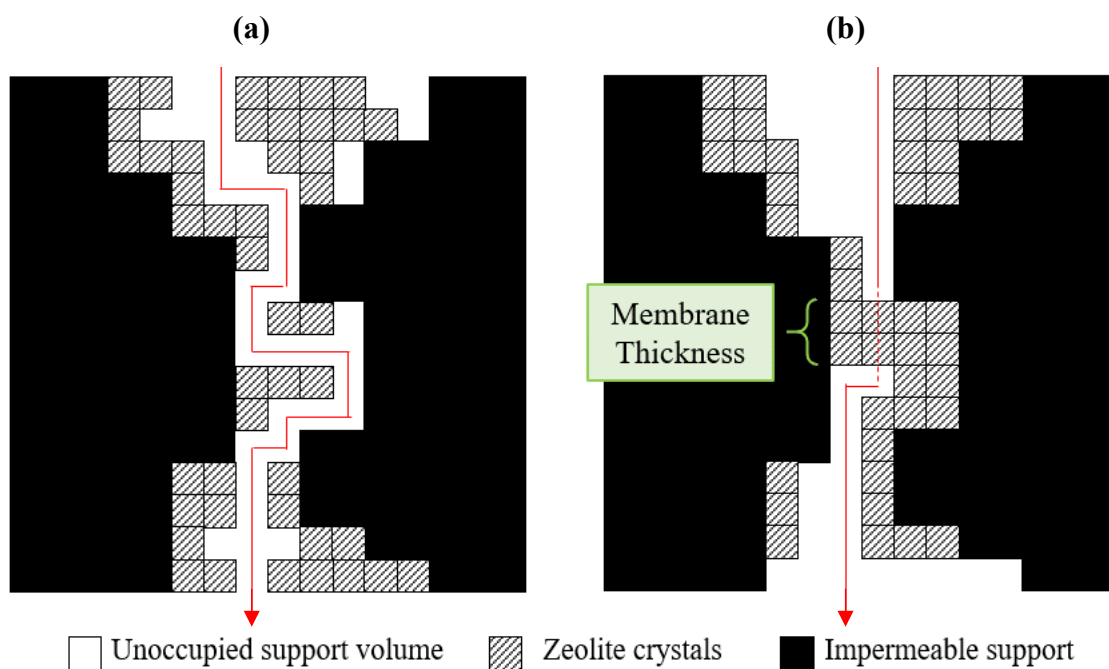 (a)
(b)
Membrane
Thickness
Unoccupied support volume
Zeolite crystals
Impermeable support